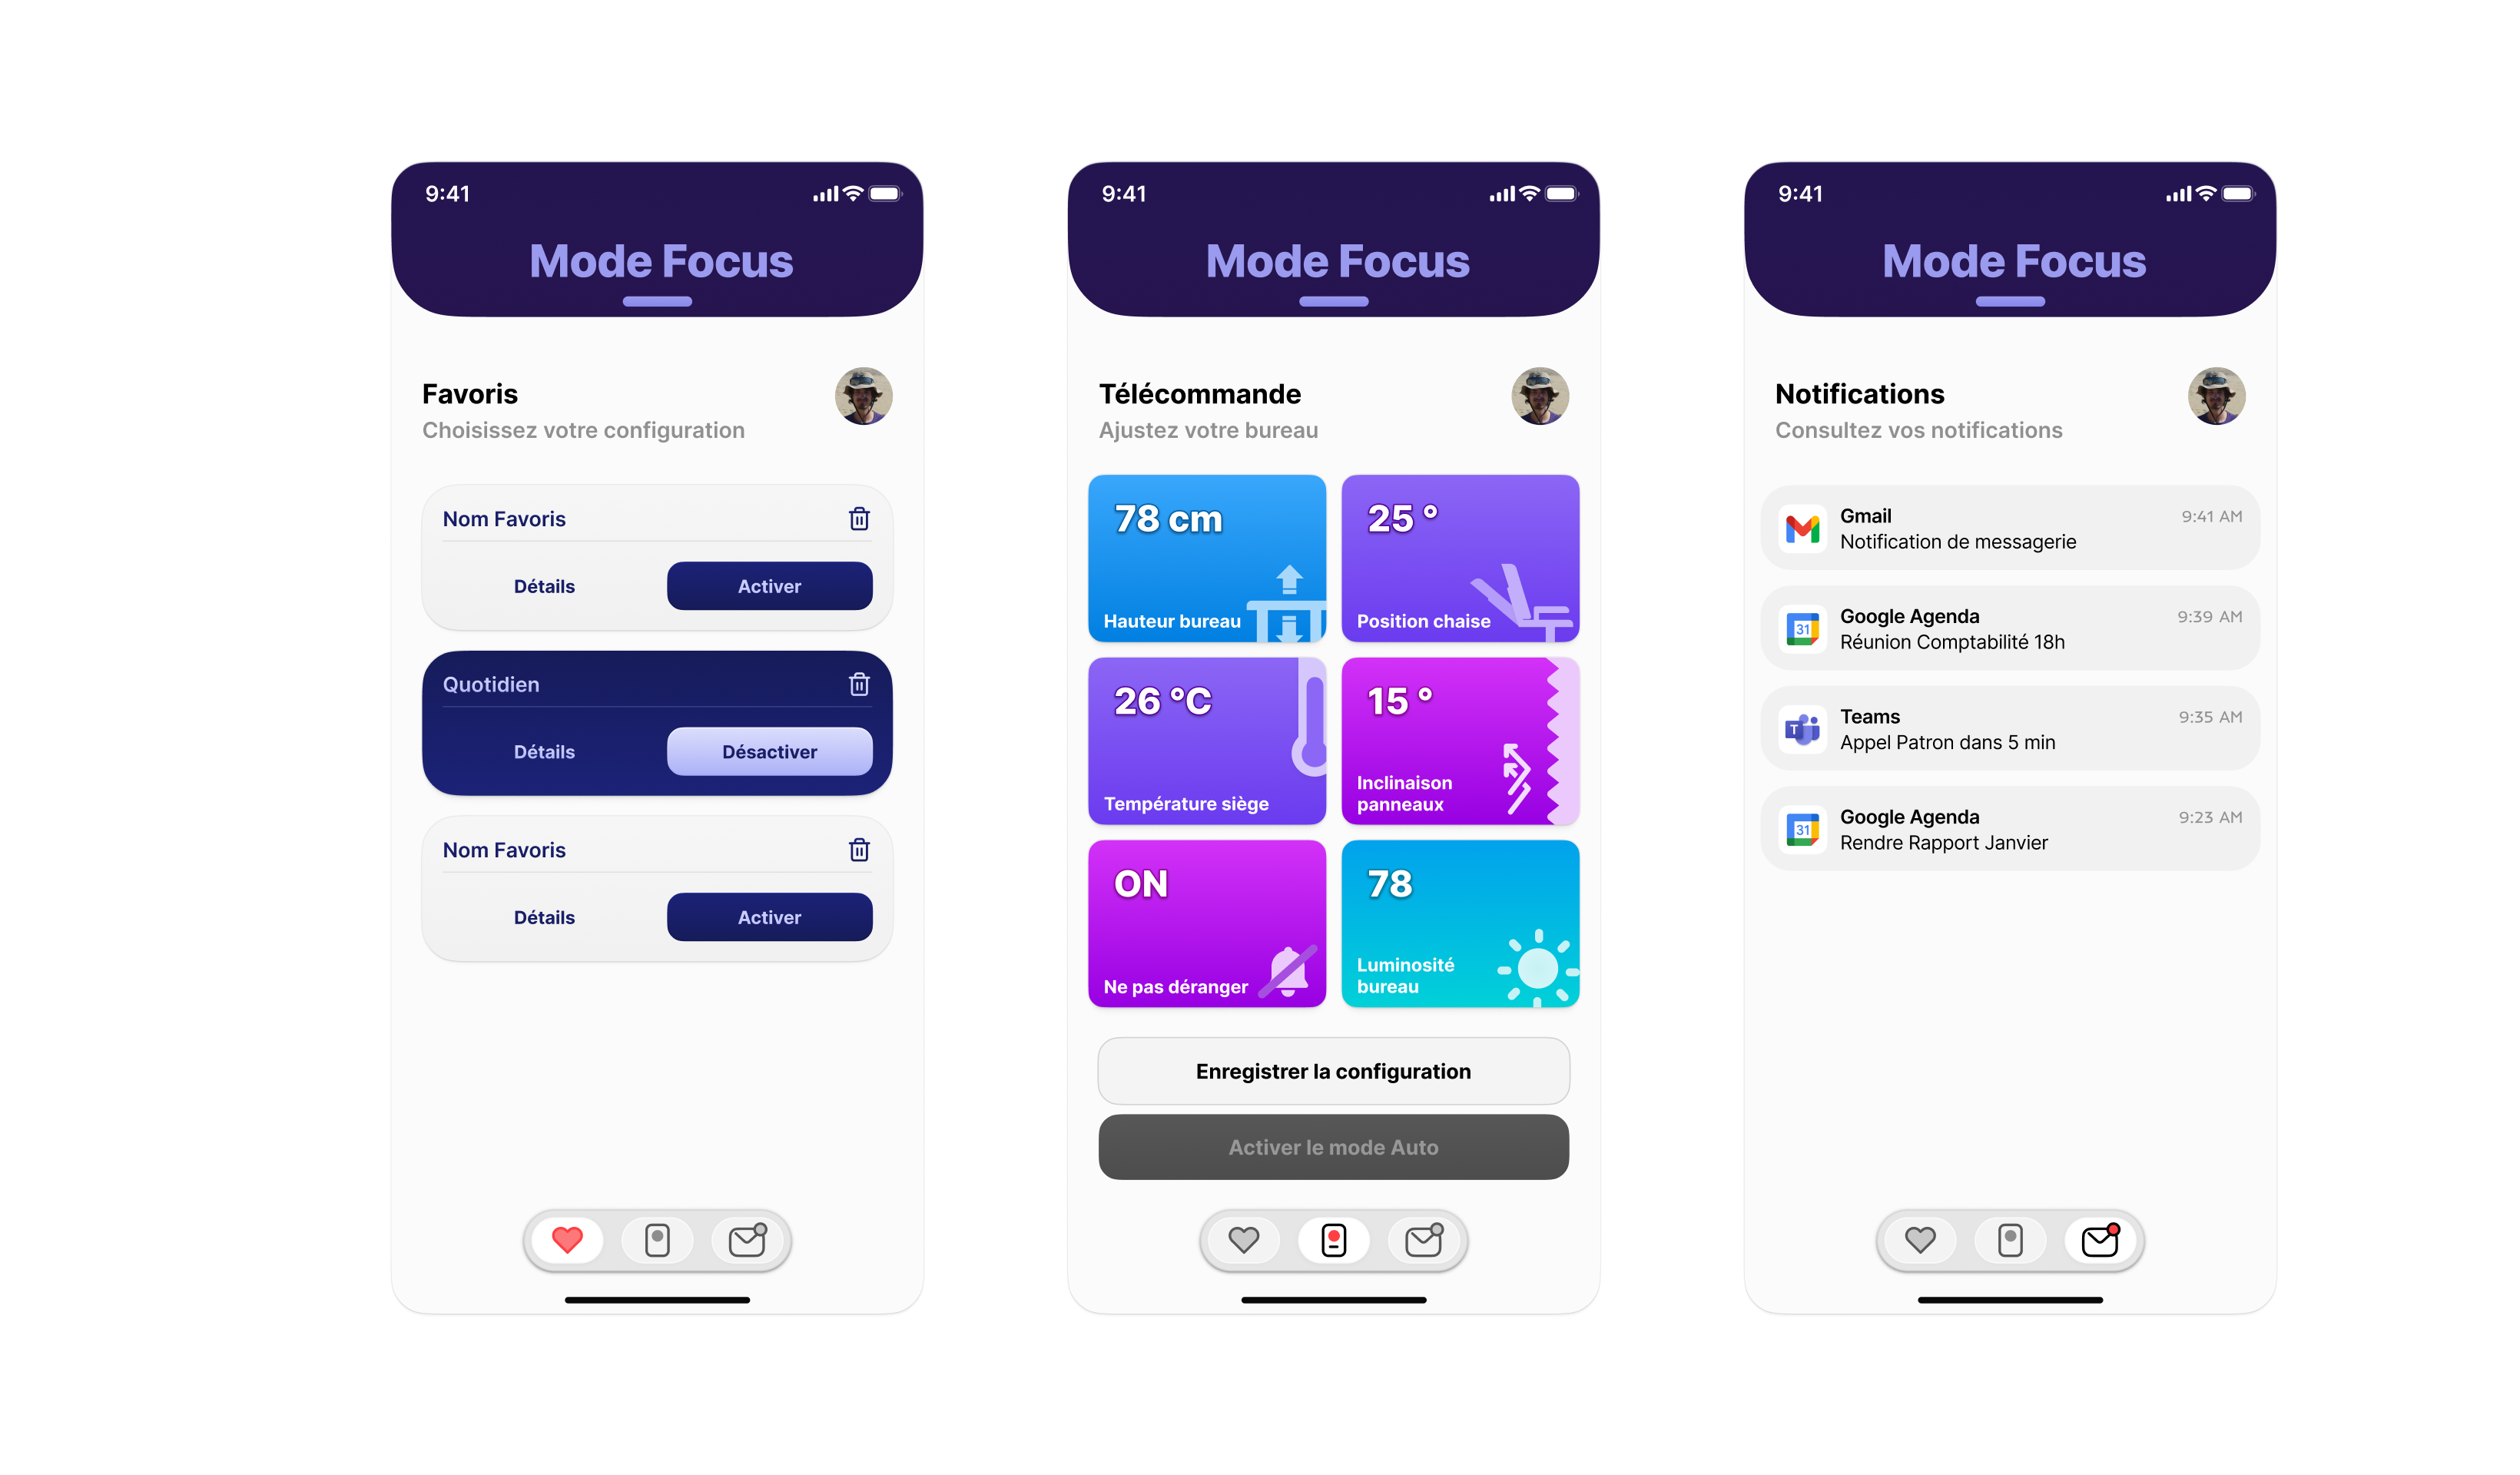 9:41
Mode Focus
Favoris
Choisissez votre configuration
Nom Favoris
Détails
Activer
Quotidien
Détails
Désactiver
Nom Favoris
Détails
Activer
9:41
Mode Focus
Télécommande
Ajustez votre bureau
78 cm
Hauteur bureau
25 °
Position chaise
26 °C
Température siège
15 °
Inclinaison
panneaux
ON
Ne pas déranger
78
Luminosité
bureau
Enregistrer la configuration
Activer le mode Auto
9:41
Mode Focus
Notifications
Consultez vos notifications
Gmail
9:41 AM
Notification de messagerie
31
Google Agenda
9:39 AM
Réunion Comptabilité 18h
T
Teams
9:35 AM
Appel Patron dans 5 min
31
Google Agenda
9:23 AM
Rendre Rapport Janvier